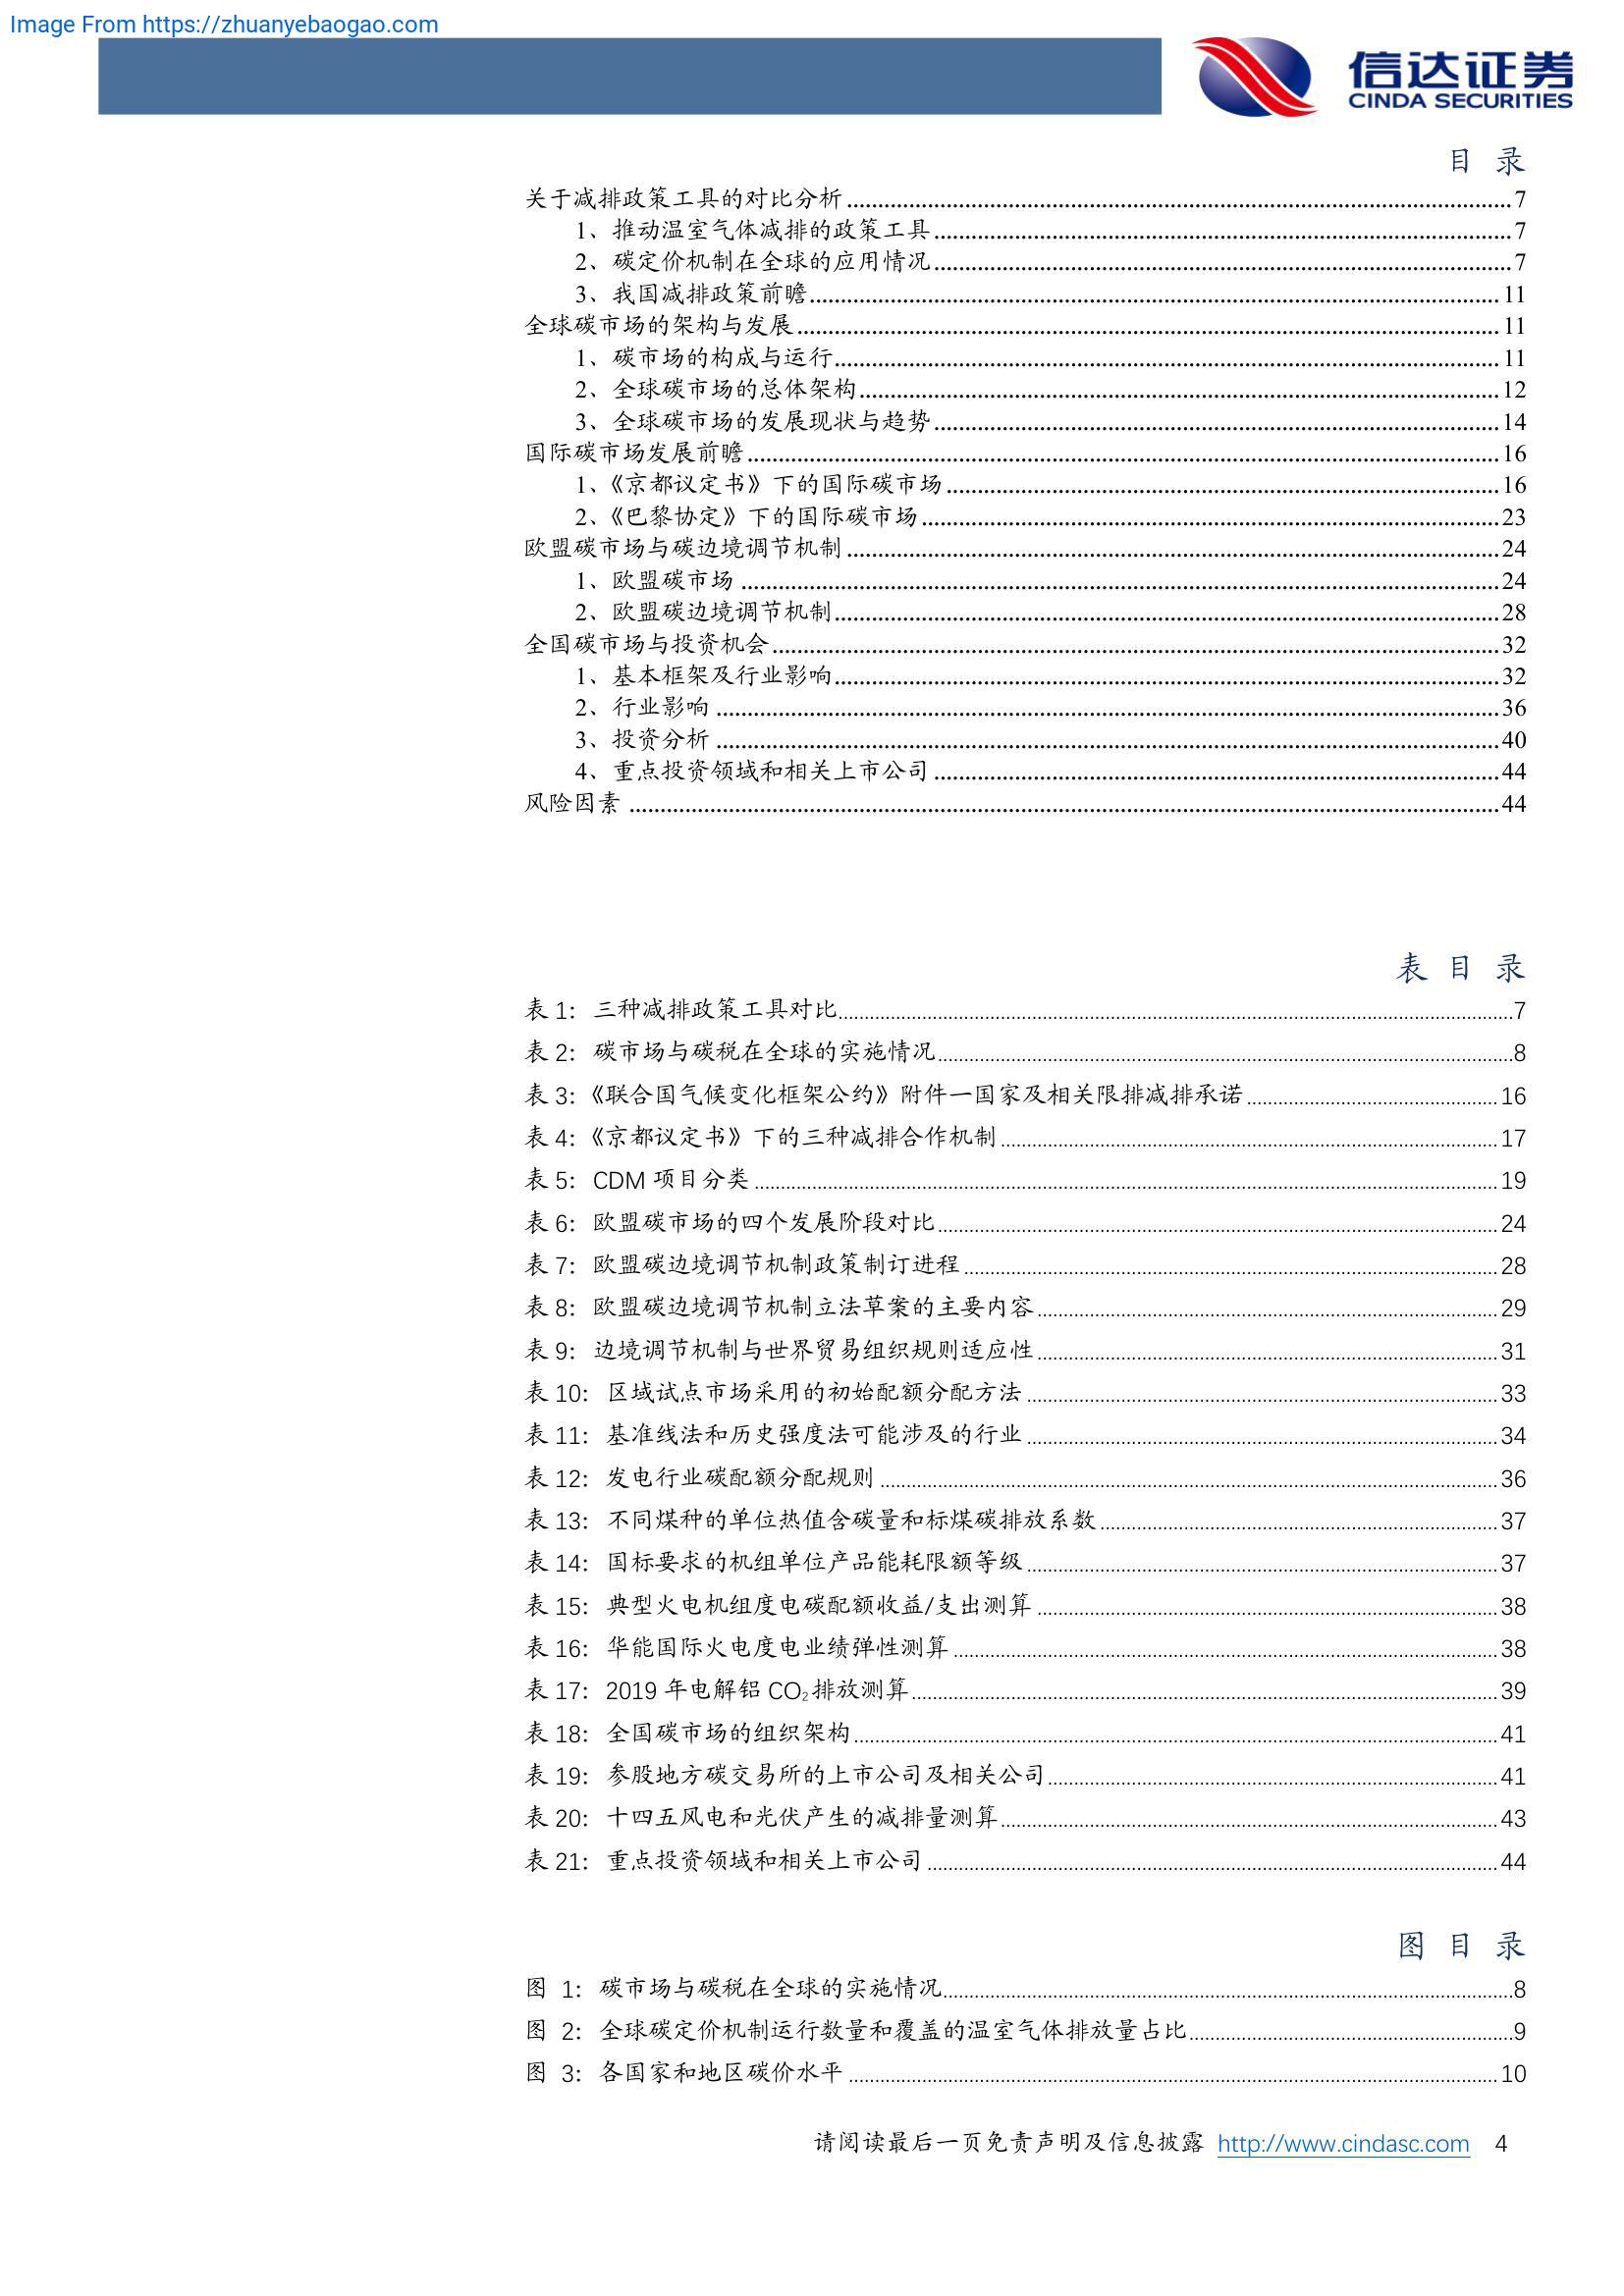 Image From https://zhuanyebaogao.com
信达证券
CINDA SECURITIES
目 录
关于减排政策工具的对比分析 7
1、推动温室气体减排的政策工具 7
2、碳定价机制在全球的应用情况 7
3、我国减排政策前瞻 11
全球碳市场的架构与发展 11
1、碳市场的构成与运行 11
2、全球碳市场的总体架构 12
3、全球碳市场的发展现状与趋势 14
国际碳市场发展前瞻 16
1、《京都议定书》下的国际碳市场 16
2、《巴黎协定》下的国际碳市场 23
欧盟碳市场与碳边境调节机制 24
1、欧盟碳市场 24
2、欧盟碳边境调节机制 28
全国碳市场与投资机会 32
1、基本框架及行业影响 32
2、行业影响 36
3、投资分析 40
4、重点投资领域和相关上市公司 44
风险因素 44
表 目 录
表 1：三种减排政策工具对比 7
表 2：碳市场与碳税在全球的实施情况 8
表 3：《联合国气候变化框架公约》附件一国家及相关限排减排承诺 16
表 4：《京都议定书》下的三种减排合作机制 17
表 5：CDM 项目分类 19
表 6：欧盟碳市场的四个发展阶段对比 24
表 7：欧盟碳边境调节机制政策制订进程 28
表 8：欧盟碳边境调节机制立法草案的主要内容 29
表 9：边境调节机制与世界贸易组织规则适应性 31
表 10：区域试点市场采用的初始配额分配方法 33
表 11：基准线法和历史强度法可能涉及的行业 34
表 12：发电行业碳配额分配规则 36
表 13：不同煤种的单位热值含碳量和标煤碳排放系数 37
表 14：国标要求的机组单位产品能耗限额等级 37
表 15：典型火电机组度电碳配额收益/支出测算 38
表 16：华能国际火电度电业绩弹性测算 38
表 17：2019 年电解铝 CO₂排放测算 39
表 18：全国碳市场的组织架构 41
表 19：参股地方碳交易所的上市公司及相关公司 41
表 20：十四五风电和光伏产生的减排量测算 43
表 21：重点投资领域和相关上市公司 44
图 目 录
图 1：碳市场与碳税在全球的实施情况 8
图 2：全球碳定价机制运行数量和覆盖的温室气体排放量占比 9
图 3：各国家和地区碳价水平 10
请阅读最后一页免责声明及信息披露 http://www.cindasc.com 4